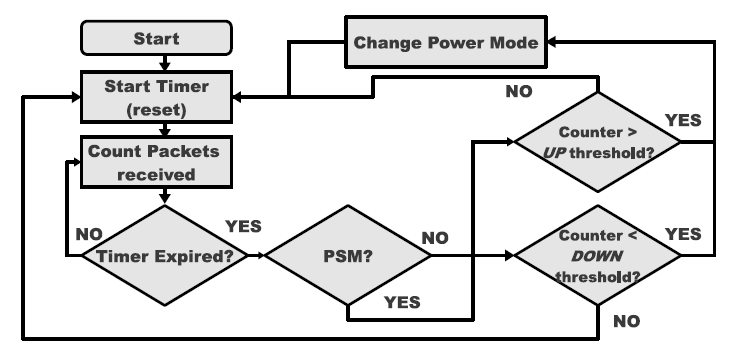 Start
Change Power Mode
Start Timer
(reset)
NO
Counter >
UP threshold?
YES
Count Packets
received
NO
Timer Expired?
YES
PSM?
NO
YES
Counter <
DOWN
threshold?
YES
NO